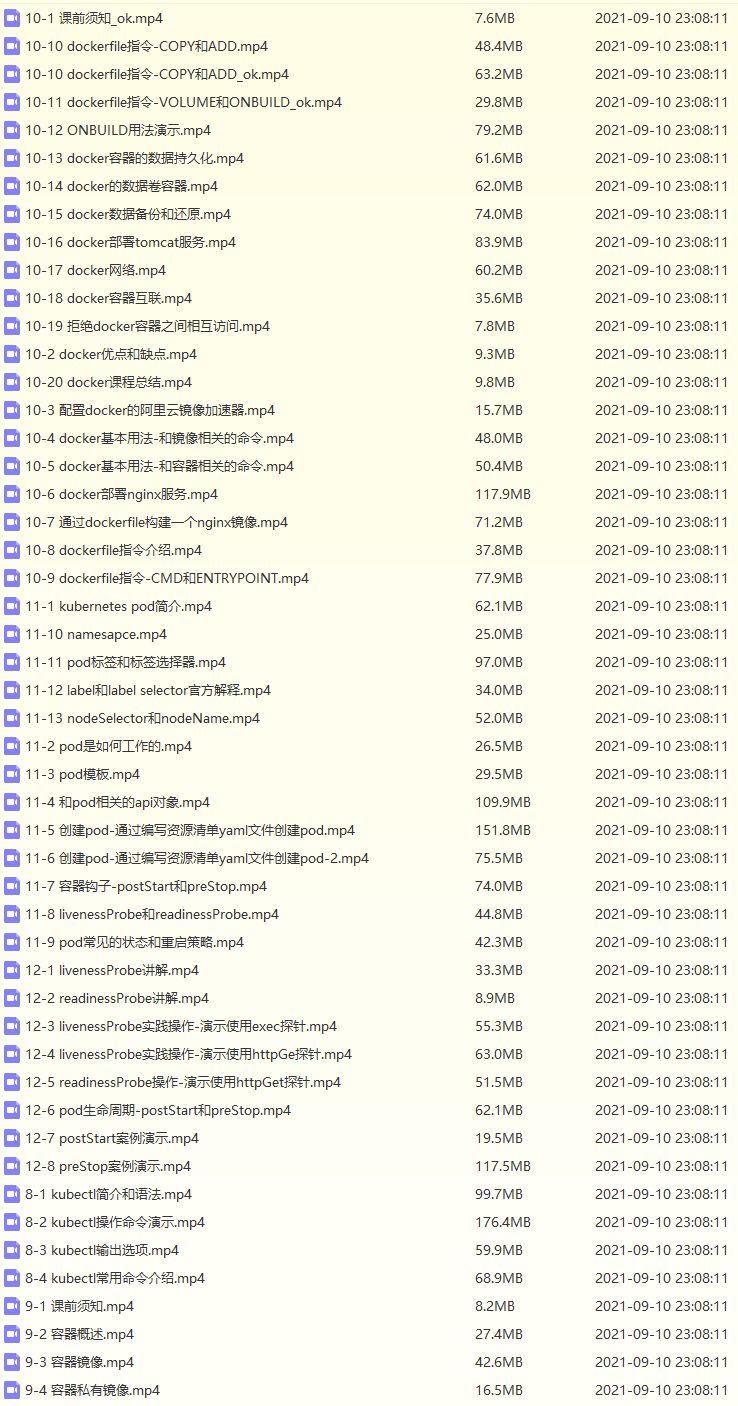 10-1 课前须知_ok.mp4 7.6MB 2021-09-10 23:08:11
10-10 dockerfile指令-COPY和ADD.mp4 48.4MB 2021-09-10 23:08:11
10-10 dockerfile指令-COPY和ADD_ok.mp4 63.2MB 2021-09-10 23:08:11
10-11 dockerfile指令-VOLUME和ONBUILD_ok.mp4 29.8MB 2021-09-10 23:08:11
10-12 ONBUILD用法演示.mp4 79.2MB 2021-09-10 23:08:11
10-13 docker容器的数据持久化.mp4 61.6MB 2021-09-10 23:08:11
10-14 docker的数据卷容器.mp4 62.0MB 2021-09-10 23:08:11
10-15 docker数据备份和还原.mp4 74.0MB 2021-09-10 23:08:11
10-16 docker部署tomcat服务.mp4 83.9MB 2021-09-10 23:08:11
10-17 docker网络.mp4 60.2MB 2021-09-10 23:08:11
10-18 docker容器互联.mp4 35.6MB 2021-09-10 23:08:11
10-19 拒绝docker容器之间相互访问.mp4 7.8MB 2021-09-10 23:08:11
10-2 docker优点和缺点.mp4 9.3MB 2021-09-10 23:08:11
10-20 docker课程总结.mp4 9.8MB 2021-09-10 23:08:11
10-3 配置docker的阿里云镜像加速器.mp4 15.7MB 2021-09-10 23:08:11
10-4 docker基本用法-和镜像相关的命令.mp4 48.0MB 2021-09-10 23:08:11
10-5 docker基本用法-和容器相关的命令.mp4 50.4MB 2021-09-10 23:08:11
10-6 docker部署nginx服务.mp4 117.9MB 2021-09-10 23:08:11
10-7 通过dockerfile构建一个nginx镜像.mp4 71.2MB 2021-09-10 23:08:11
10-8 dockerfile指令介绍.mp4 37.8MB 2021-09-10 23:08:11
10-9 dockerfile指令-CMD和ENTRYPOINT.mp4 77.9MB 2021-09-10 23:08:11
11-1 kubernetes pod简介.mp4 62.1MB 2021-09-10 23:08:11
11-10 namesapce.mp4 25.0MB 2021-09-10 23:08:11
11-11 pod标签和标签选择器.mp4 97.0MB 2021-09-10 23:08:11
11-12 label和label selector官方解释.mp4 34.0MB 2021-09-10 23:08:11
11-13 nodeSelector和nodeName.mp4 52.0MB 2021-09-10 23:08:11
11-2 pod是如何工作的.mp4 26.5MB 2021-09-10 23:08:11
11-3 pod模板.mp4 29.5MB 2021-09-10 23:08:11
11-4 和pod相关的api对象.mp4 109.9MB 2021-09-10 23:08:11
11-5 创建pod-通过编写资源清单yaml文件创建pod.mp4 151.8MB 2021-09-10 23:08:11
11-6 创建pod-通过编写资源清单yaml文件创建pod-2.mp4 75.5MB 2021-09-10 23:08:11
11-7 容器钩子-postStart和preStop.mp4 74.0MB 2021-09-10 23:08:11
11-8 livenessProbe和readinessProbe.mp4 44.8MB 2021-09-10 23:08:11
11-9 pod常见的状态和重启策略.mp4 42.3MB 2021-09-10 23:08:11
12-1 livenessProbe讲解.mp4 33.3MB 2021-09-10 23:08:11
12-2 readinessProbe讲解.mp4 8.9MB 2021-09-10 23:08:11
12-3 livenessProbe实践操作-演示使用exec探针.mp4 55.3MB 2021-09-10 23:08:11
12-4 livenessProbe实践操作-演示使用httpGe探针.mp4 63.0MB 2021-09-10 23:08:11
12-5 readinessProbe操作-演示使用httpGet探针.mp4 51.5MB 2021-09-10 23:08:11
12-6 pod生命周期-postStart和preStop.mp4 62.1MB 2021-09-10 23:08:11
12-7 postStart案例演示.mp4 19.5MB 2021-09-10 23:08:11
12-8 preStop案例演示.mp4 117.5MB 2021-09-10 23:08:11
8-1 kubectl简介和语法.mp4 99.7MB 2021-09-10 23:08:11
8-2 kubectl操作命令演示.mp4 176.4MB 2021-09-10 23:08:11
8-3 kubectl输出选项.mp4 59.9MB 2021-09-10 23:08:11
8-4 kubectl常用命令介绍.mp4 68.9MB 2021-09-10 23:08:11
9-1 课前须知.mp4 8.2MB 2021-09-10 23:08:11
9-2 容器概述.mp4 27.4MB 2021-09-10 23:08:11
9-3 容器镜像.mp4 42.6MB 2021-09-10 23:08:11
9-4 容器私有镜像.mp4 16.5MB 2021-09-10 23:08:11